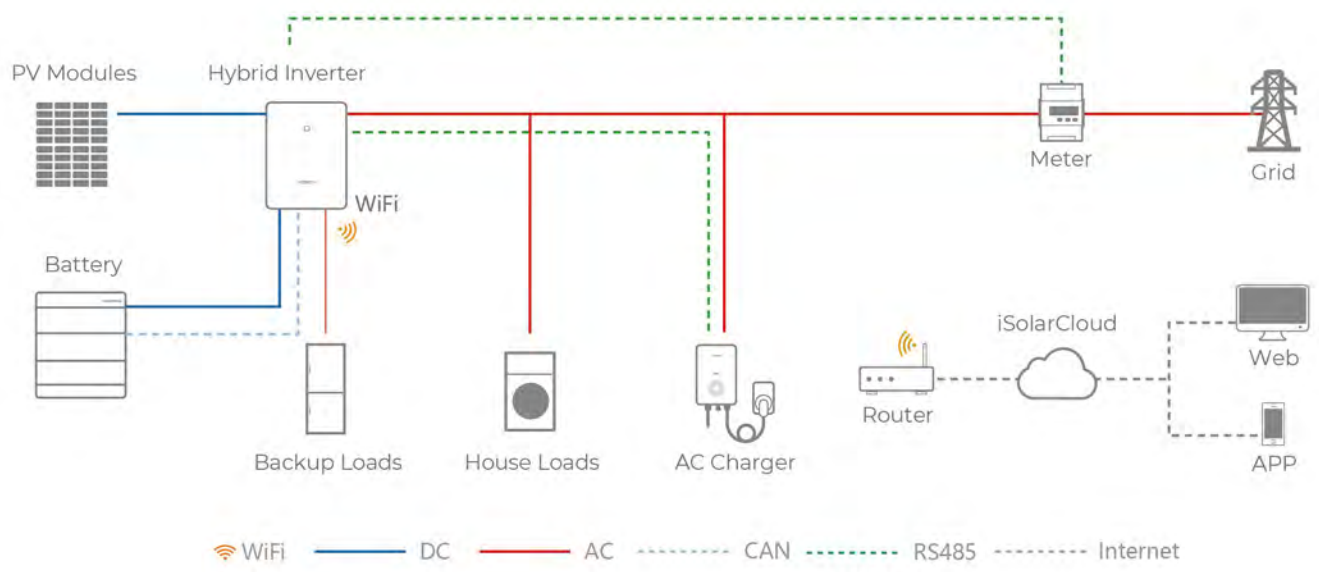 PV Modules
Hybrid Inverter
Meter
Grid
WiFi
Battery
iSolarCloud
Web
Router
APP
Backup Loads
House Loads
AC Charger
WiFi
DC
AC
CAN
RS485
Internet